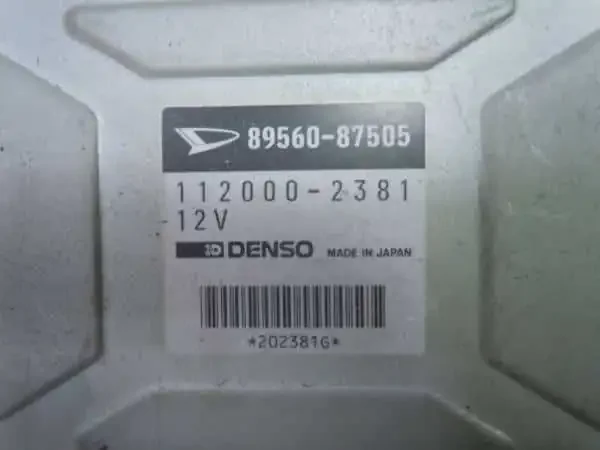 89560-87505
112000-2381
12V
DENSO MADE IN JAPAN
*202381G*